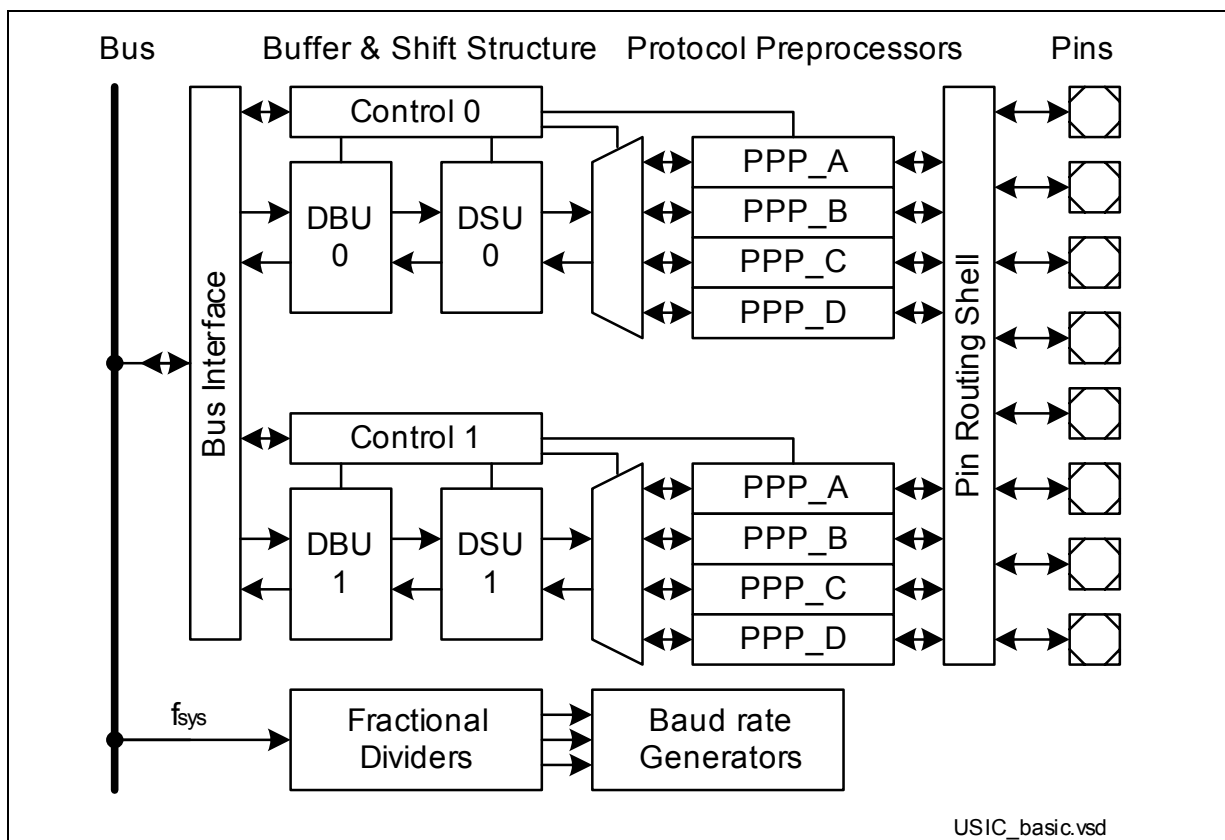 Bus
Buffer & Shift Structure
Protocol Preprocessors
Pins
Bus Interface
Control 0
DBU
0
DSU
0
PPP_A
PPP_B
PPP_C
PPP_D
Pin Routing Shell
Control 1
DBU
1
DSU
1
PPP_A
PPP_B
PPP_C
PPP_D
fsys
Fractional
Dividers
Baud rate
Generators
USIC_basic.vsd